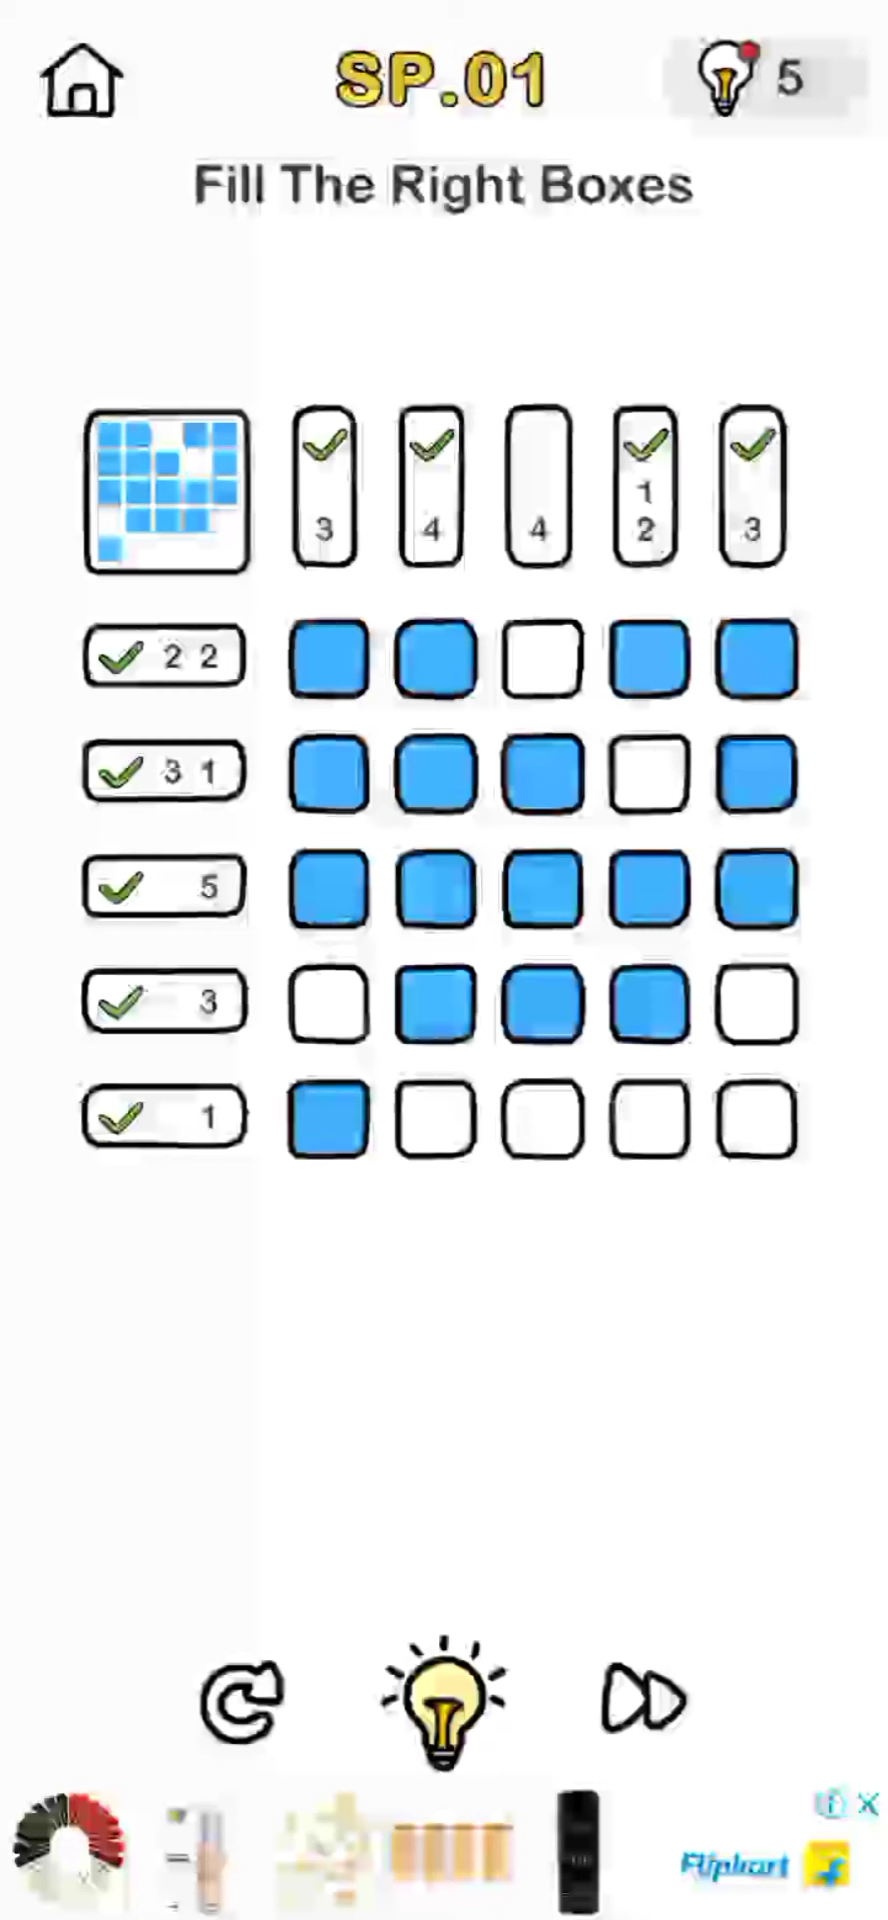 SP.01
5
Fill The Right Boxes
1
3 4 4 2 3
2 2
3 1
5
3
1
Flipkart